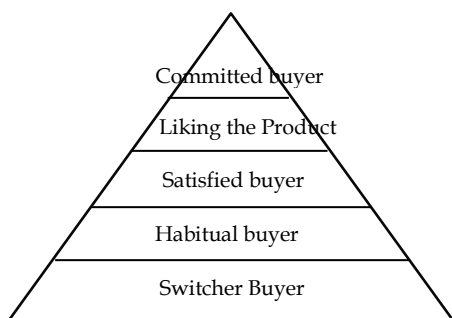 Committed buyer
Liking the Product
Satisfied buyer
Habitual buyer
Switcher Buyer